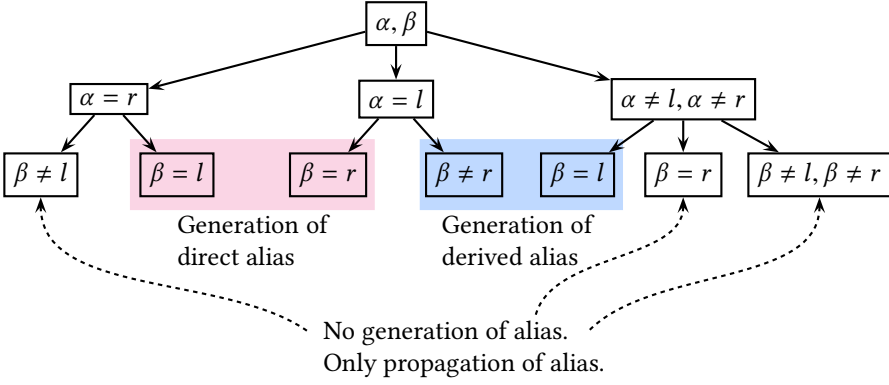 α, β
α = r
α = l
α ≠ l, α ≠ r
β ≠ l
β = l
β = r
β ≠ r
β = l
β = r
β ≠ l, β ≠ r
Generation of
direct alias
Generation of
derived alias
No generation of alias.
Only propagation of alias.